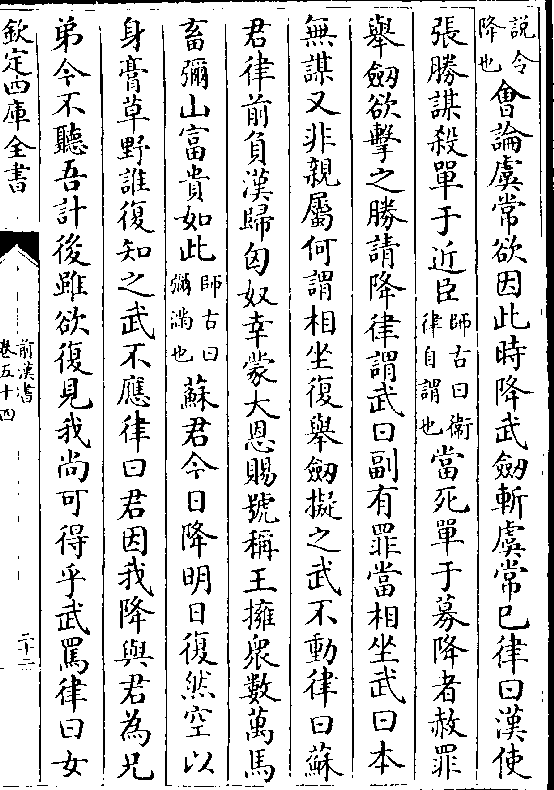 說令降也會論虞常欲因此時降武劒斬虞常已律曰漢使
張勝謀殺單于近臣師古曰衛律自謂也當死單于募降者赦罪
舉劒欲擊之勝請降律謂武曰副有罪當相坐武曰本
無謀又非親屬何謂相坐復舉劒擬之武不動律曰蘇
君律前負漢歸匈奴幸蒙大恩賜號稱王擁衆數萬馬
畜彌山富貴如此師古曰彌滿也蘇君今日降明日復然空以
身膏草野誰復知之武不應律曰君因我降與君為兄
弟今不聽吾計後雖欲復見我尚可得乎武罵律曰女
欽定四庫全書
前漢書
卷五十四
二十二